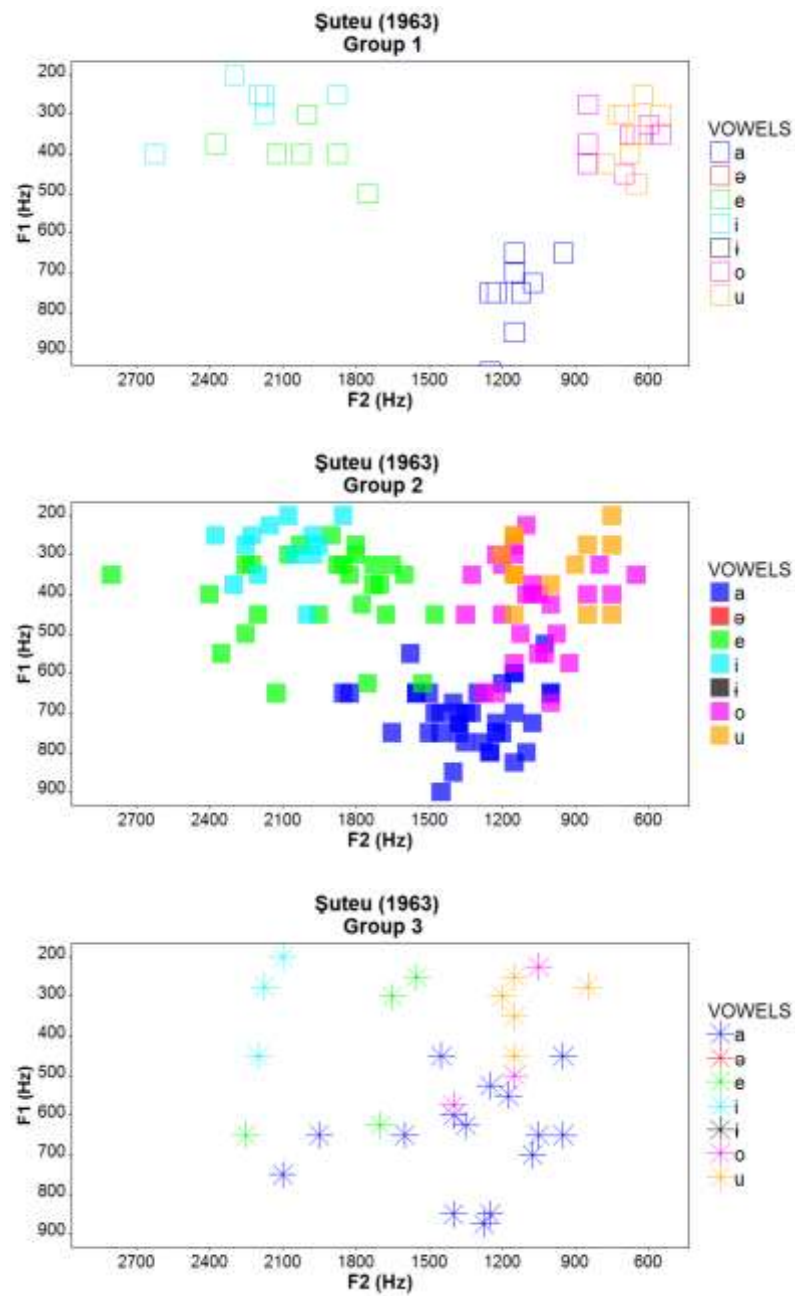 Şuteu (1963)
Group 1
200
300
400
500
600
700
800
900
F1 (Hz)
2700 2400 2100 1800 1500 1200 900 600
F2 (Hz)
VOWELS
a
ə
e
i
ɨ
o
u
Şuteu (1963)
Group 2
200
300
400
500
600
700
800
900
F1 (Hz)
2700 2400 2100 1800 1500 1200 900 600
F2 (Hz)
VOWELS
a
ə
e
i
ɨ
o
u
Şuteu (1963)
Group 3
200
300
400
500
600
700
800
900
F1 (Hz)
2700 2400 2100 1800 1500 1200 900 600
F2 (Hz)
VOWELS
a
ə
e
i
ɨ
o
u